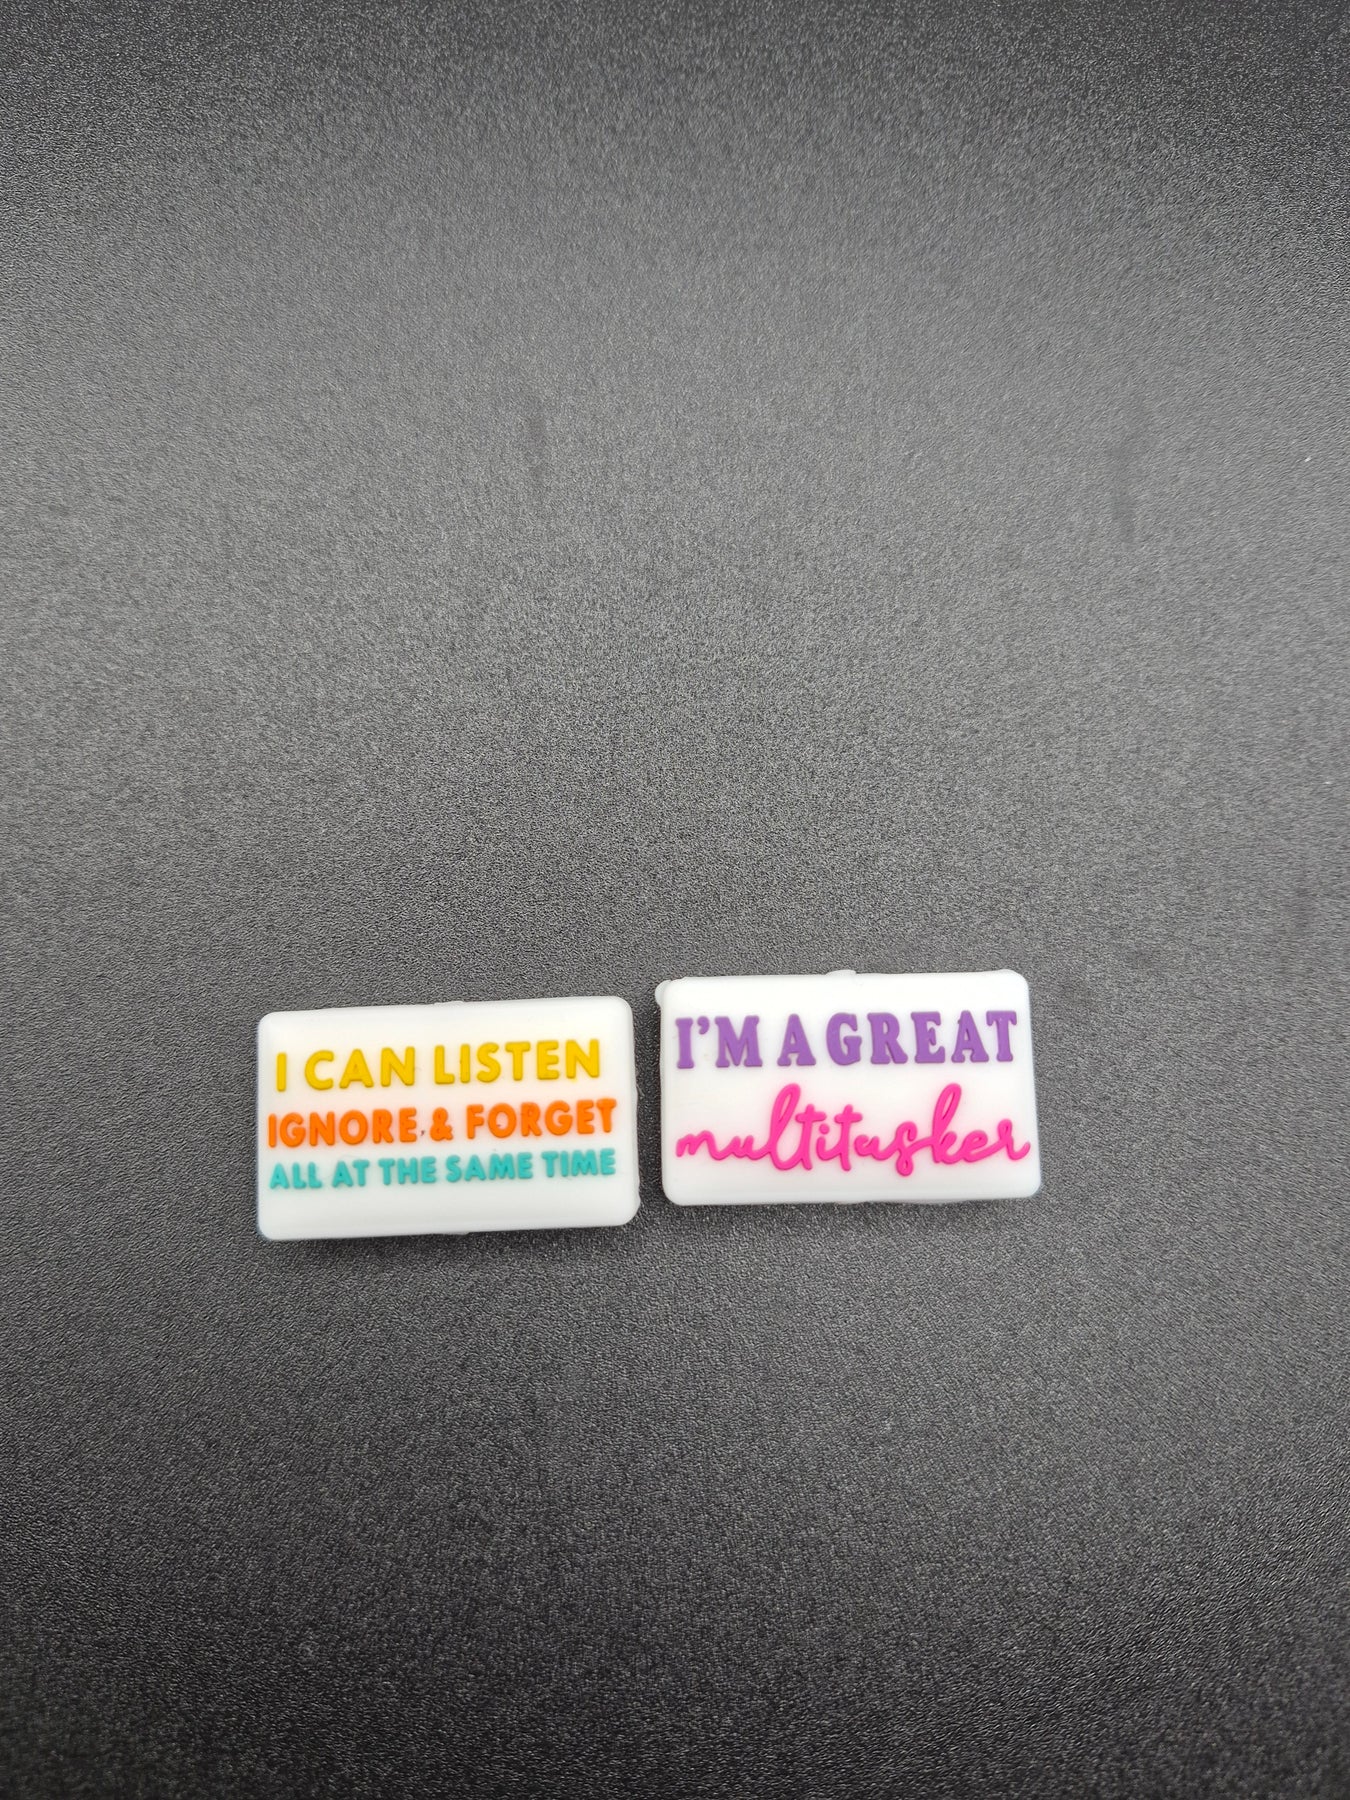 I CAN LISTEN
IGNORE & FORGET
ALL AT THE SAME TIME
I'M A GREAT
multitasker